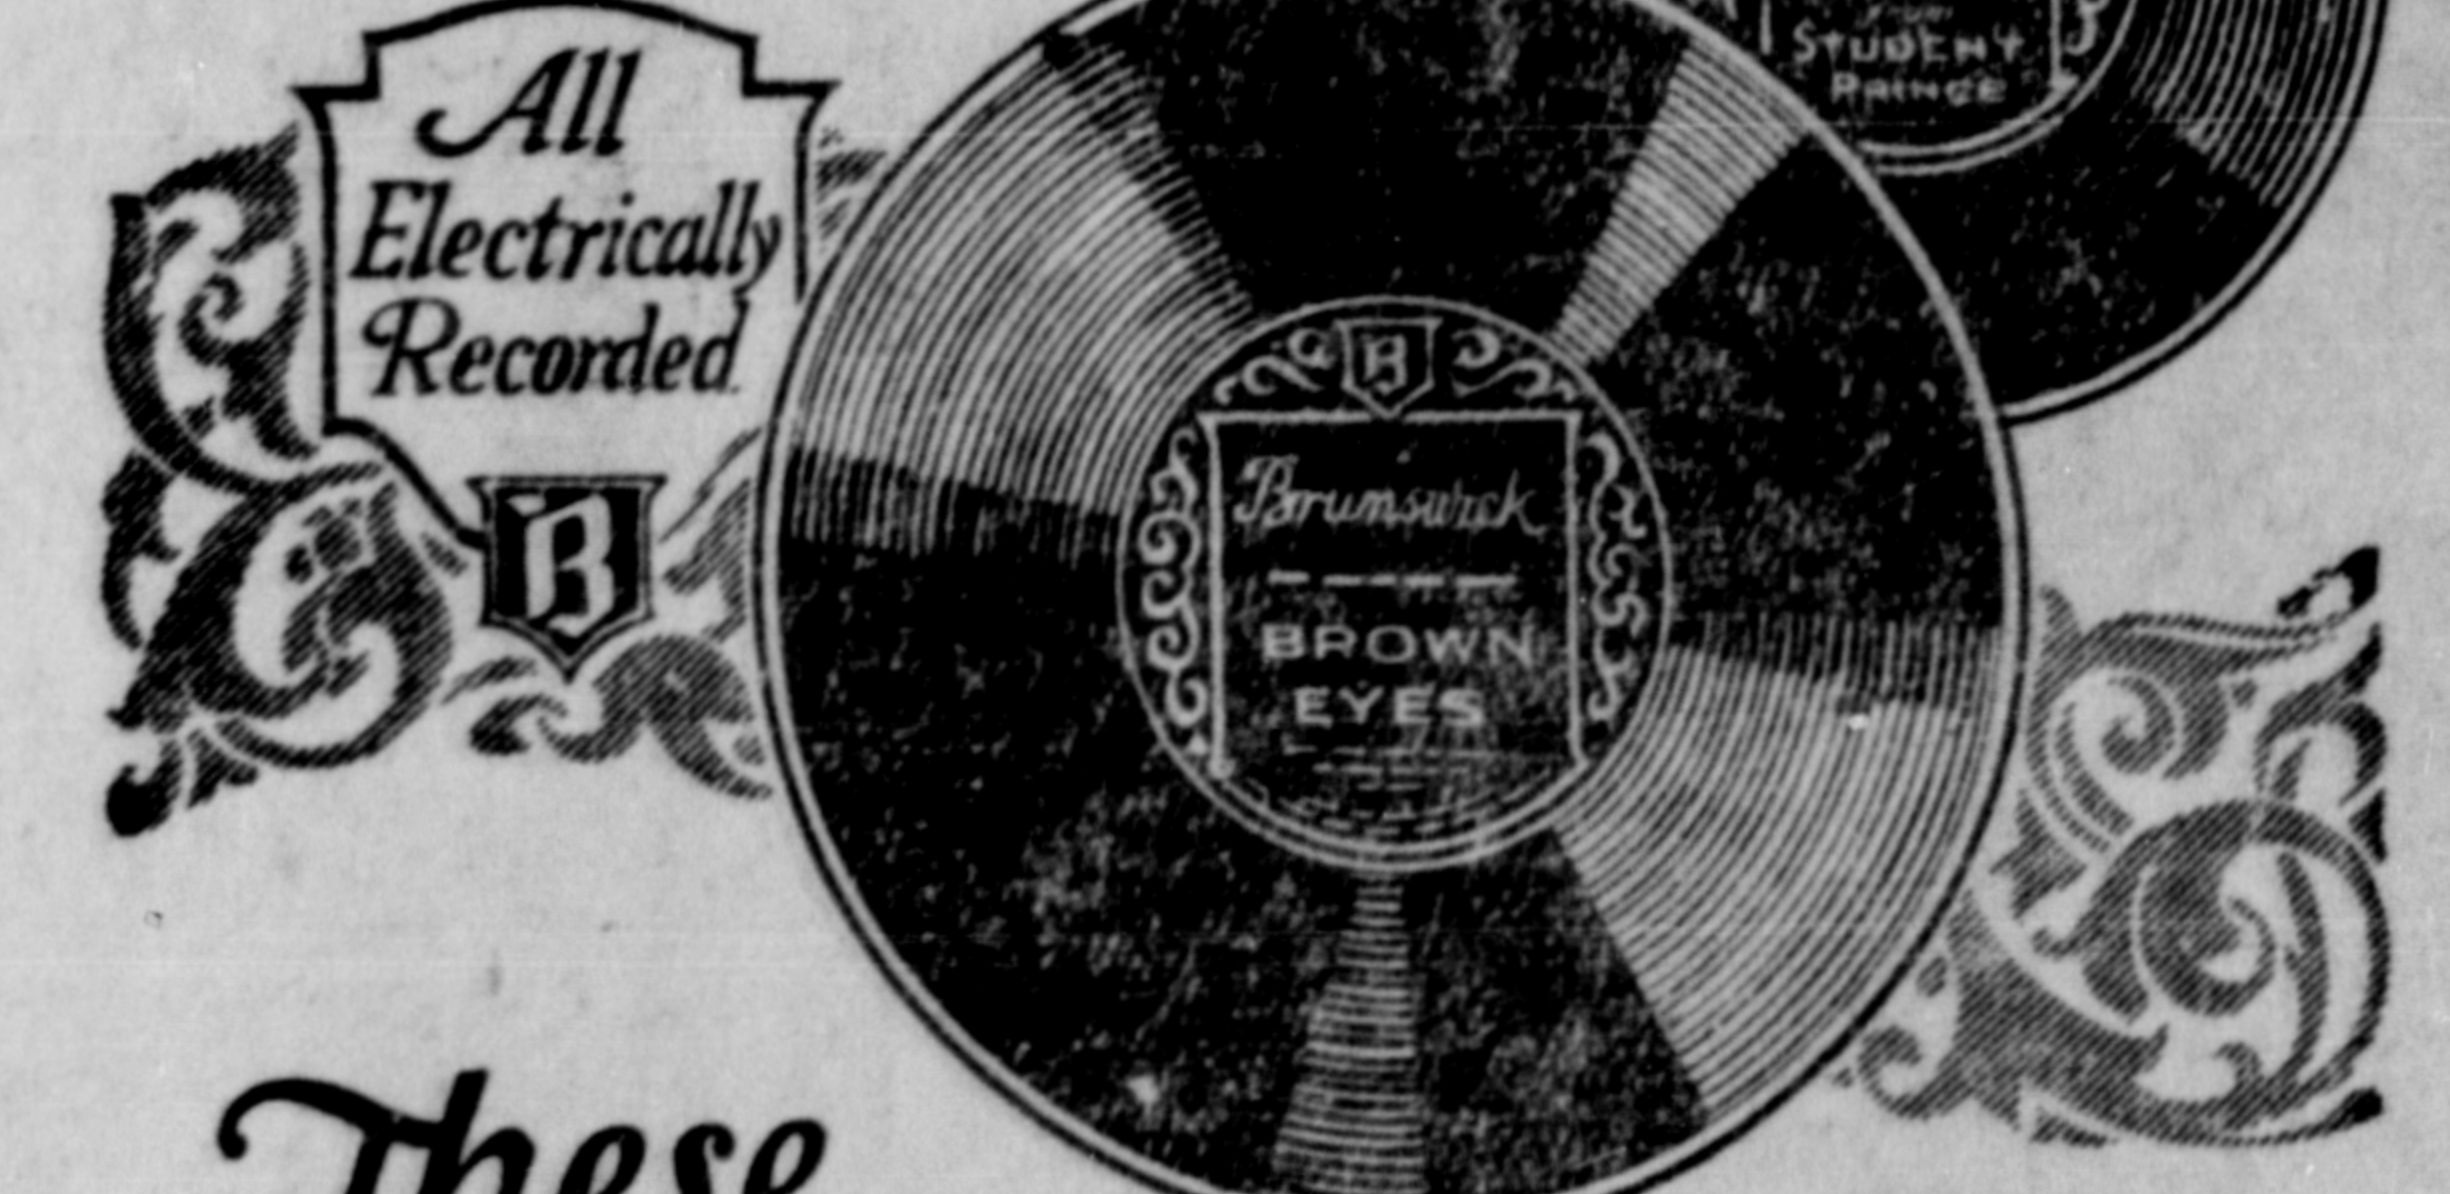 All
Electrically
Recorded
B
STUDENT
PRINCE
B
Brunswick
BROWN
EYES
These